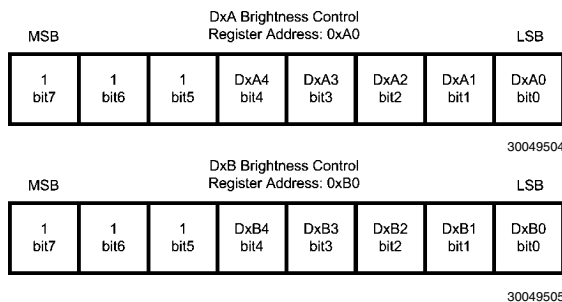 DxA Brightness Control
MSB Register Address: 0xA0 LSB
1 1 1 DxA4 DxA3 DxA2 DxA1 DxA0
bit7 bit6 bit5 bit4 bit3 bit2 bit1 bit0
30049504
DxB Brightness Control
MSB Register Address: 0xB0 LSB
1 1 1 DxB4 DxB3 DxB2 DxB1 DxB0
bit7 bit6 bit5 bit4 bit3 bit2 bit1 bit0
30049505